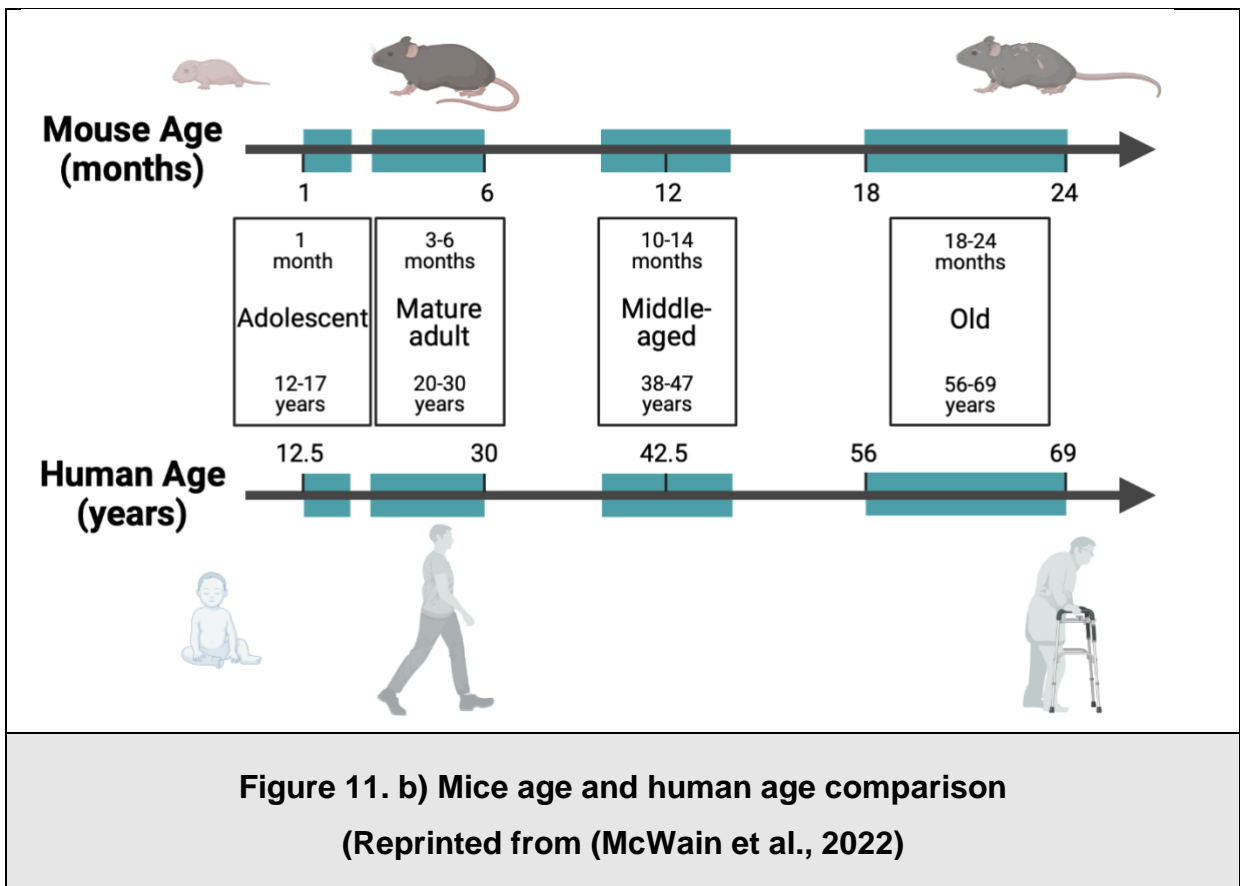 Mouse Age
(months)
1
6
12
18
24
1
month
Adolescent
12-17
years
3-6
months
Mature
adult
20-30
years
10-14
months
Middle-
aged
38-47
years
18-24
months
Old
56-69
years
Human Age
(years)
12.5
30
42.5
56
69
Figure 11. b) Mice age and human age comparison
(Reprinted from (McWain et al., 2022)